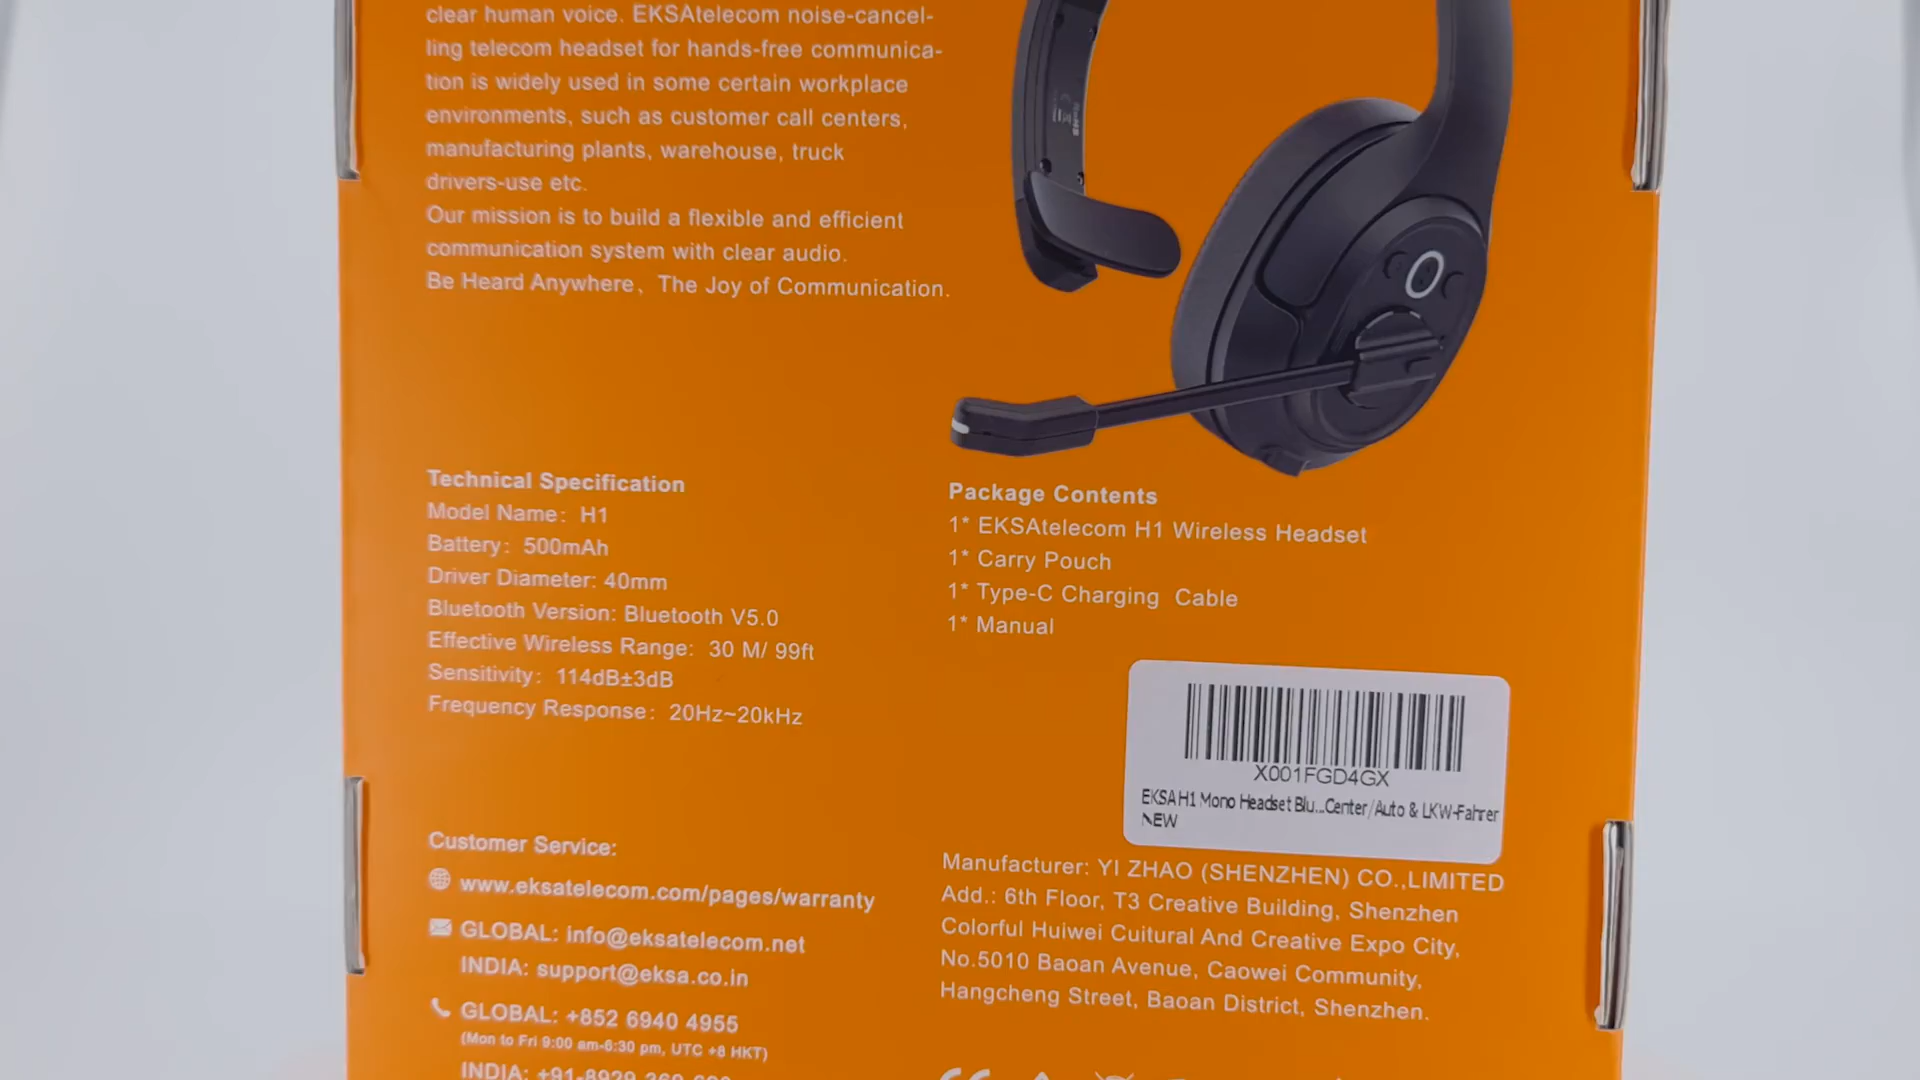 clear human voice. EKSAtelecom noise-cancel-
ling telecom headset for hands-free communica-
tion is widely used in some certain workplace
environments, such as customer call centers,
manufacturing plants, warehouse, truck
drivers-use etc.
Our mission is to build a flexible and efficient
communication system with clear audio.
Be Heard Anywhere、The Joy of Communication.
Technical Specification
Model Name： H1
Battery： 500mAh
Driver Diameter: 40mm
Bluetooth Version: Bluetooth V5.0
Effective Wireless Range： 30 M/ 99ft
Sensitivity： 114dB±3dB
Frequency Response： 20Hz~20kHz
Package Contents
1* EKSAtelecom H1 Wireless Headset
1* Carry Pouch
1* Type-C Charging Cable
1* Manual
X001FGD4GX
EKSA H1 Mono Headset Blu...Center/Auto & LKW-Fahrer
NEW
Customer Service:
www.eksatelecom.com/pages/warranty
GLOBAL: info@eksatelecom.net
INDIA: support@eksa.co.in
GLOBAL: +852 6940 4955
(Mon to Fri 9:00 am-6:30 pm, UTC +8 HKT)
INDIA: +91-8929
Manufacturer: YI ZHAO (SHENZHEN) CO.,LIMITED
Add.: 6th Floor, T3 Creative Building, Shenzhen
Colorful Huiwei Cuitural And Creative Expo City,
No.5010 Baoan Avenue, Caowei Community,
Hangcheng Street, Baoan District, Shenzhen.